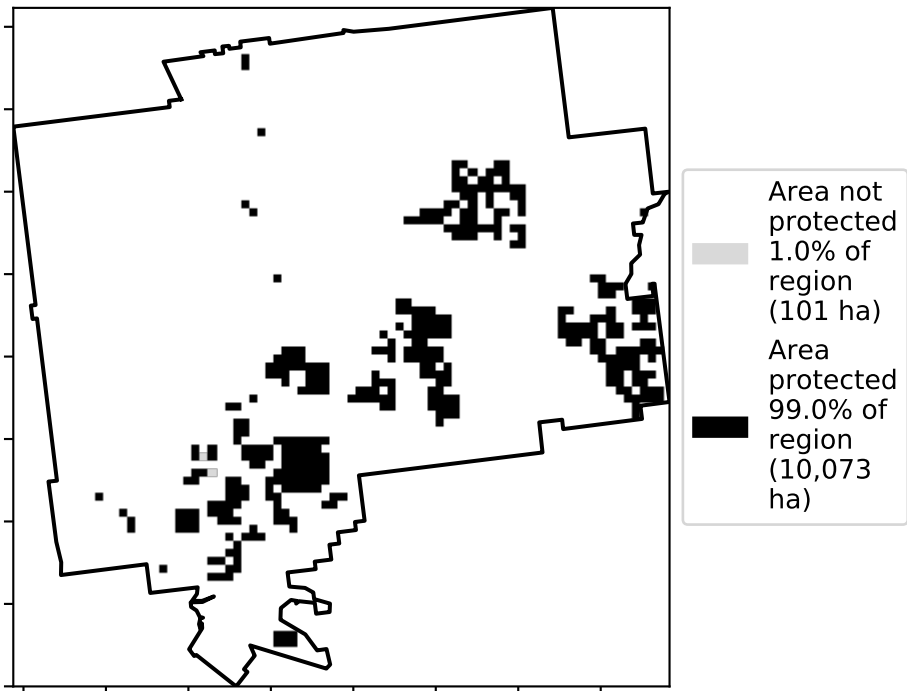 Area not
protected
1.0% of
region
(101 ha)
Area
protected
99.0% of
region
(10,073
ha)